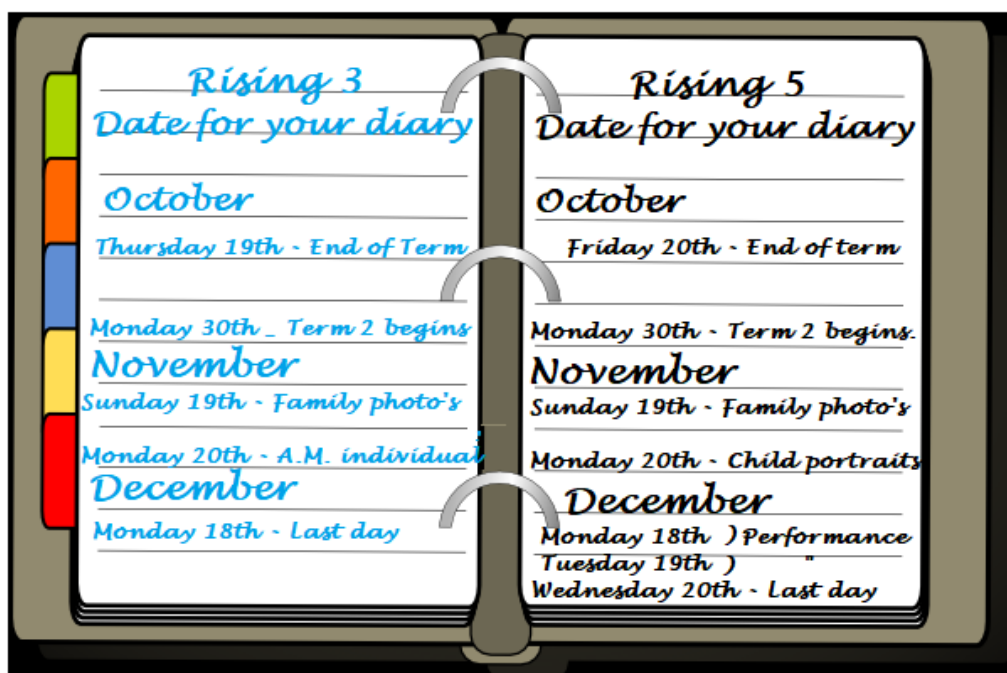 Rising 3
Date for your diary
October
Thursday 19th - End of Term
Monday 30th _ Term 2 begins
November
Sunday 19th - Family photo's
Monday 20th - A.M. individual
December
Monday 18th - Last day
Rising 5
Date for your diary
October
Friday 20th - End of term
Monday 30th - Term 2 begins.
November
Sunday 19th - Family photo's
Monday 20th - Child portraits
December
Monday 18th ) Performance
Tuesday 19th ) "
Wednesday 20th - Last day